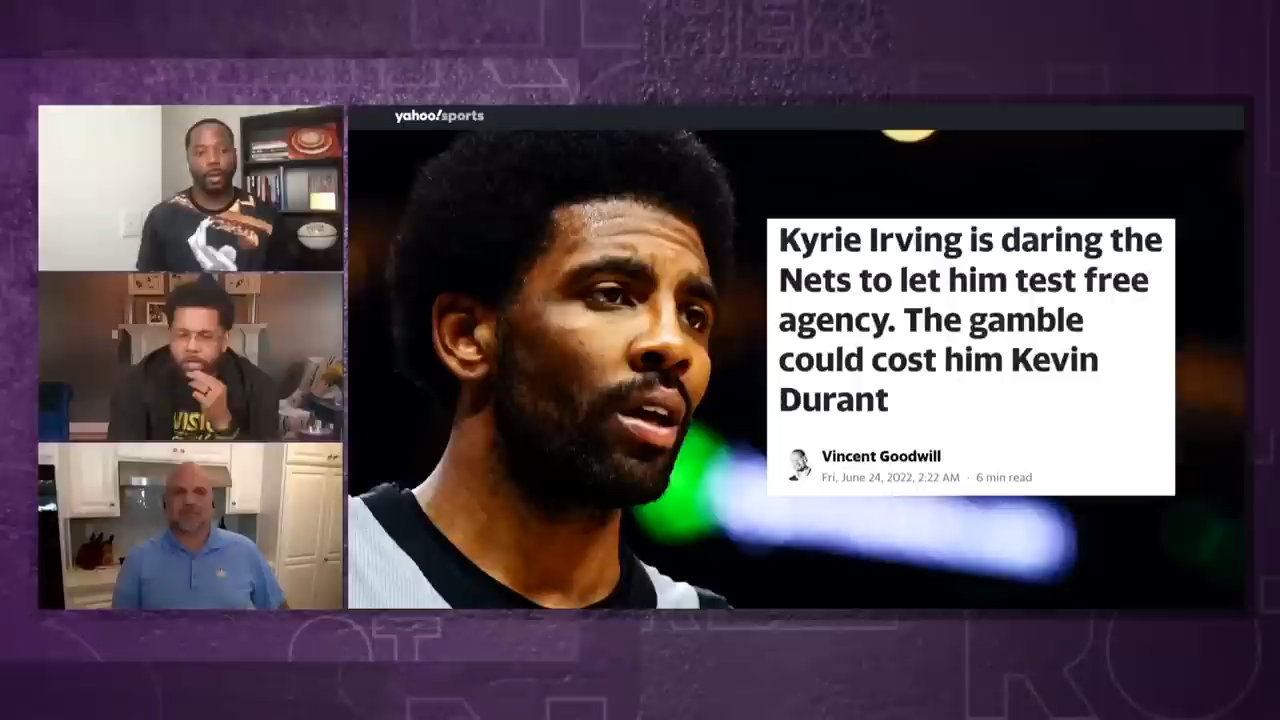 yahoo!sports
Kyrie Irving is daring the
Nets to let him test free
agency. The gamble
could cost him Kevin
Durant
Vincent Goodwill
Fri, June 24, 2022, 2:22 AM · 6 min read